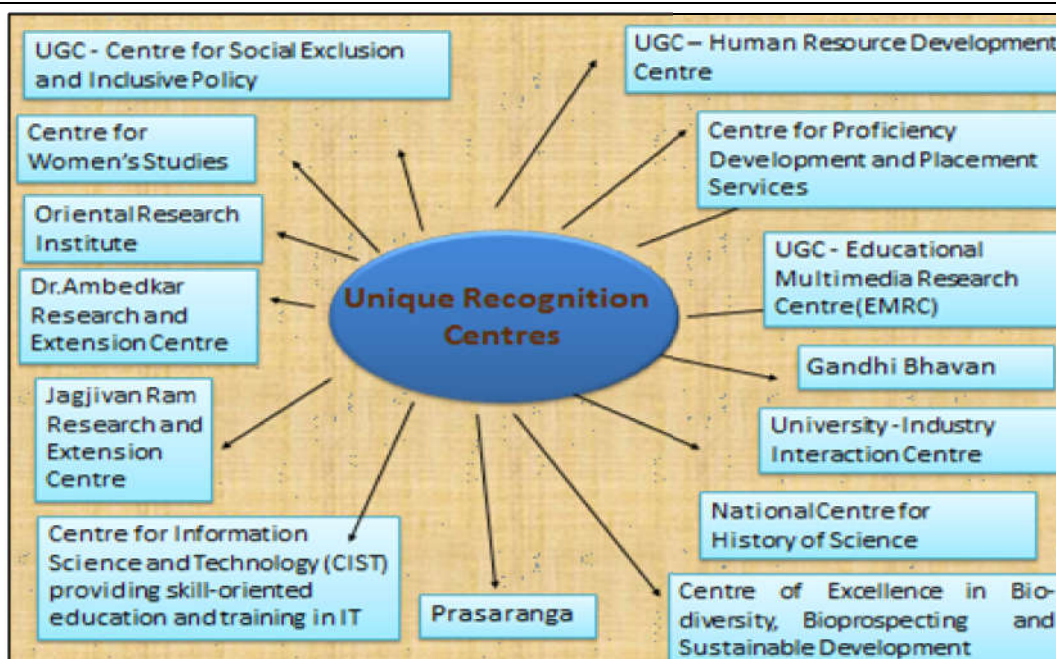 UGC - Centre for Social Exclusion
and Inclusive Policy
Centre for
Women's Studies
Oriental Research
Institute
Dr.Ambedkar
Research and
Extension Centre
Jagjivan Ram
Research and
Extension
Centre
Centre for Information
Science and Technology (CIST)
providing skill-oriented
education and training in IT
Unique Recognition
Centres
Prasaranga
UGC – Human Resource Development
Centre
Centre for Proficiency
Development and Placement
Services
UGC - Educational
Multimedia Research
Centre(EMRC)
Gandhi Bhavan
University -Industry
Interaction Centre
National Centre for
History of Science
Centre of Excellence in Bio-
diversity, Bioprospecting and
Sustainable Development